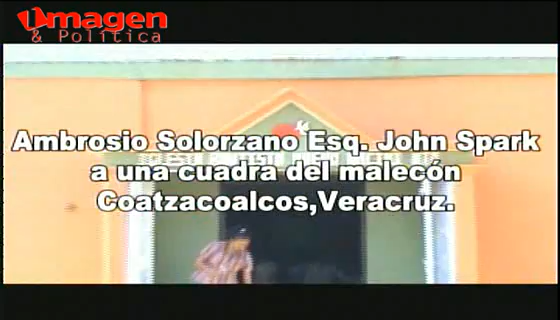 Imagen
& Política
Ambrosio Solorzano Esq. John Spark
a una cuadra del malecón
Coatzacoalcos,Veracruz.